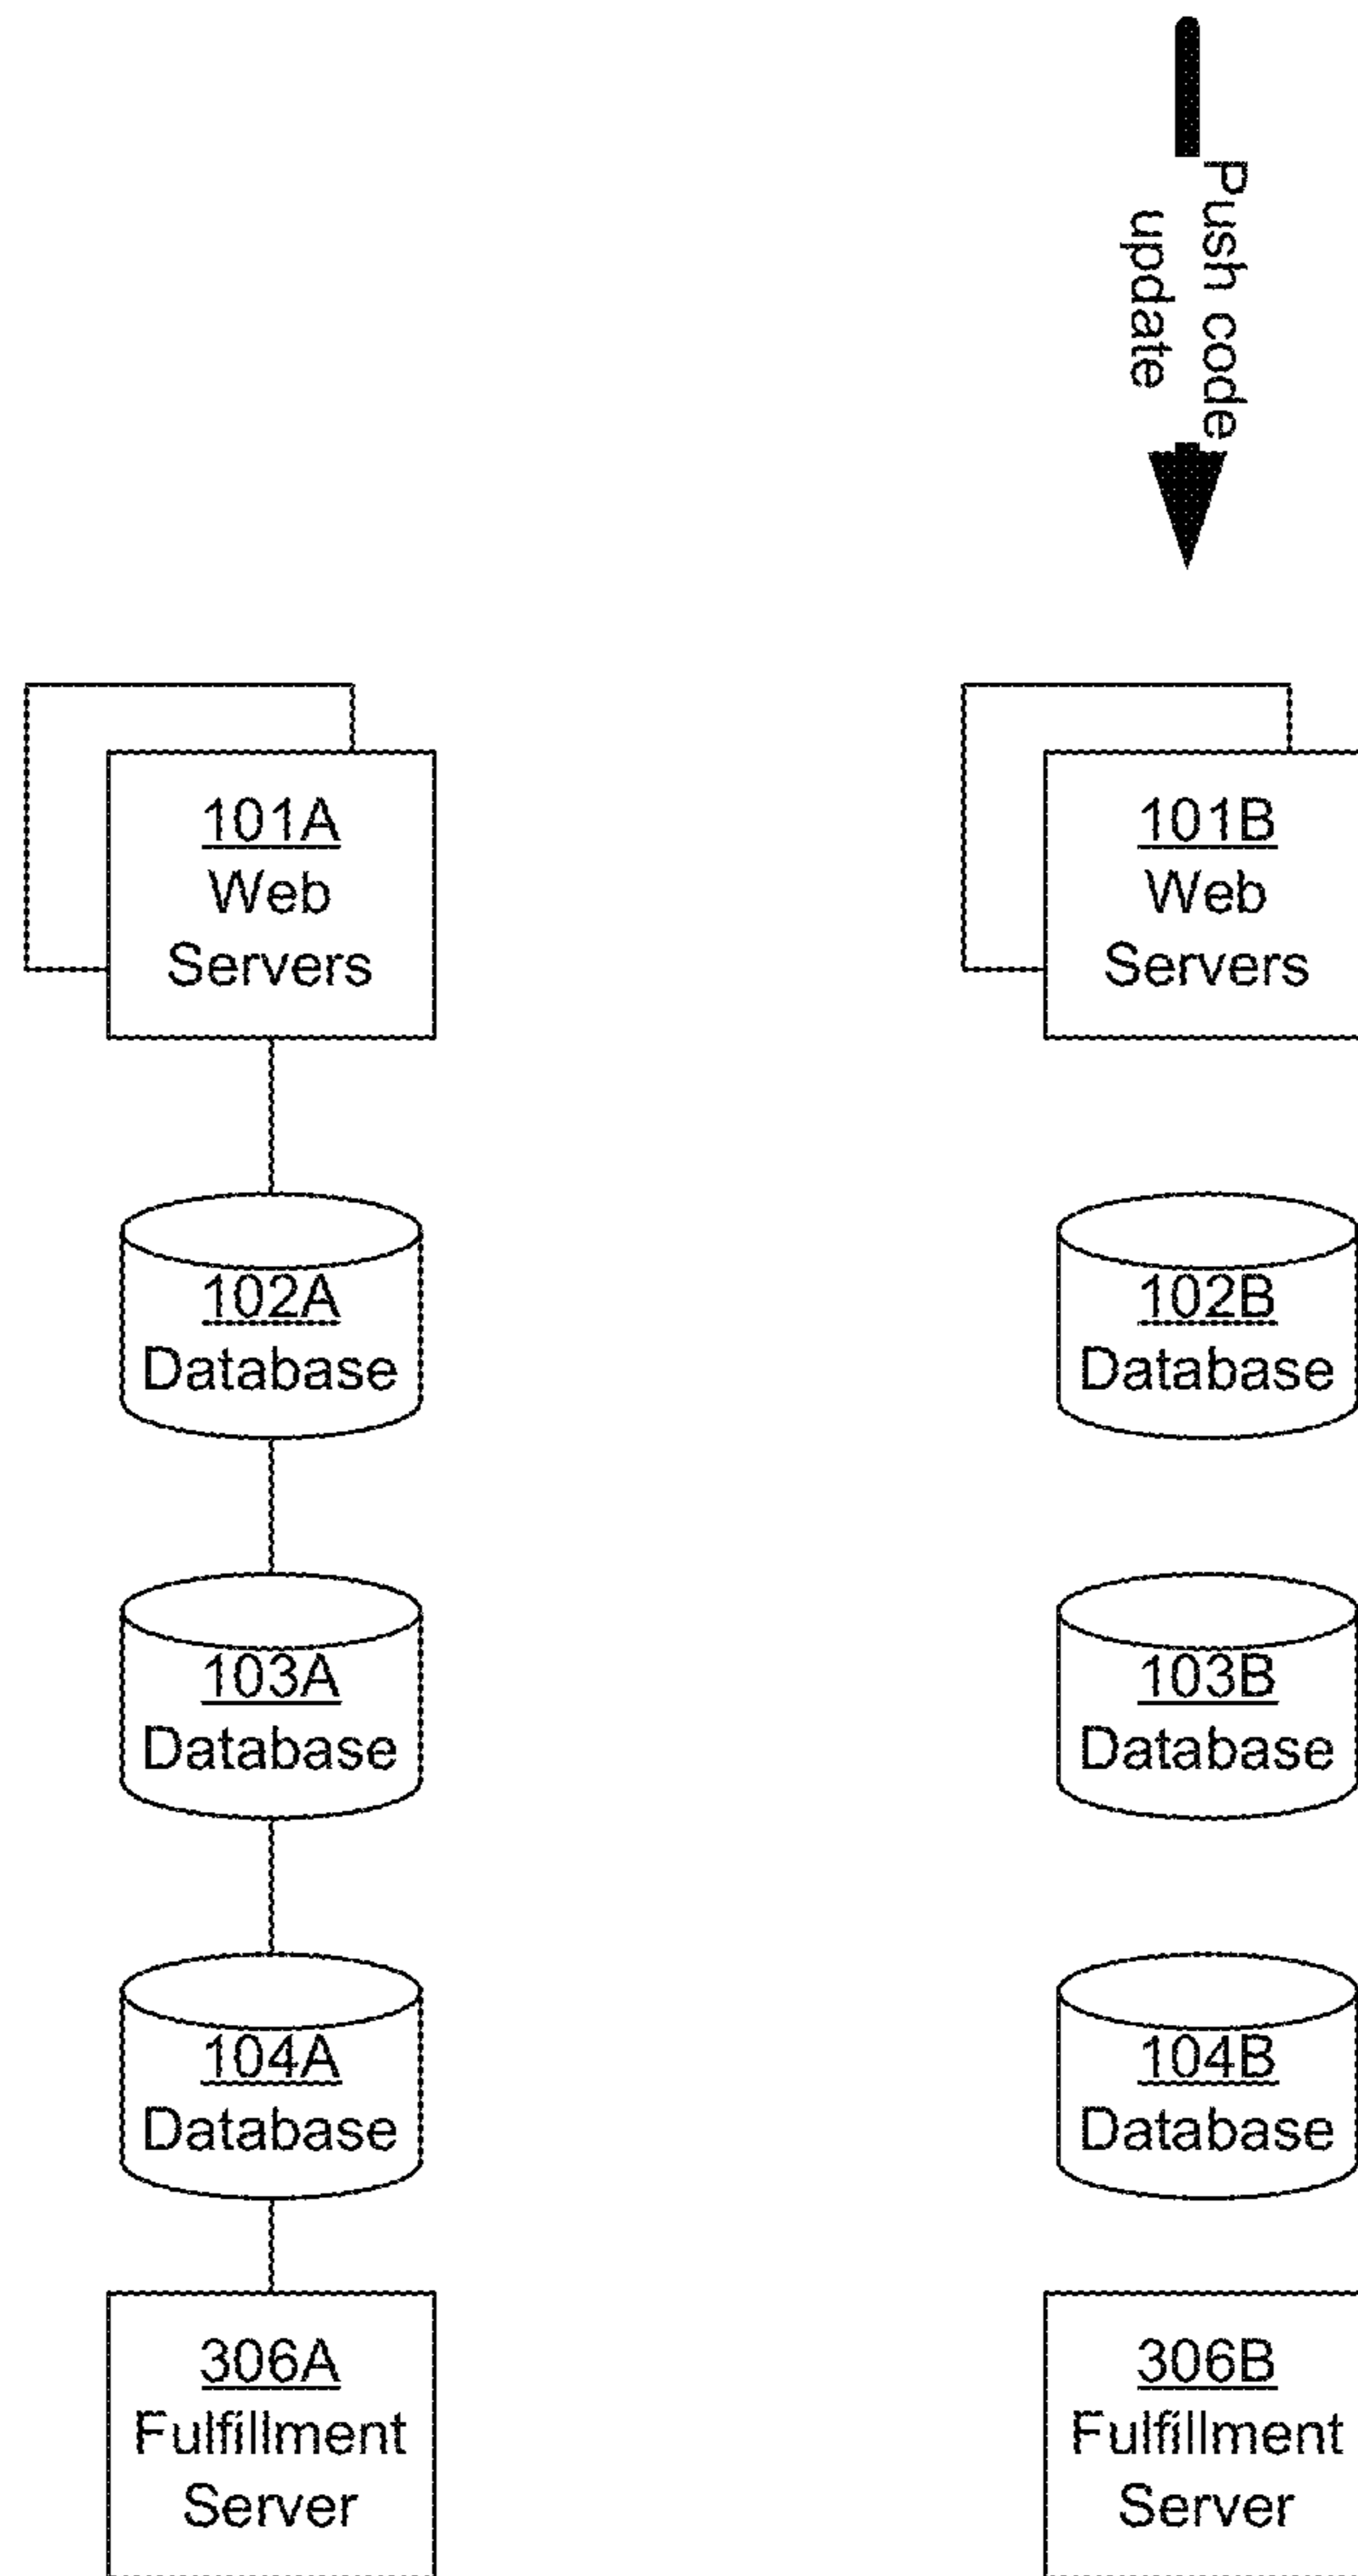 Push code
update
101A
Web
Servers
101B
Web
Servers
102A
Database
102B
Database
103A
Database
103B
Database
104A
Database
104B
Database
306A
Fulfillment
Server
306B
Fulfillment
Server